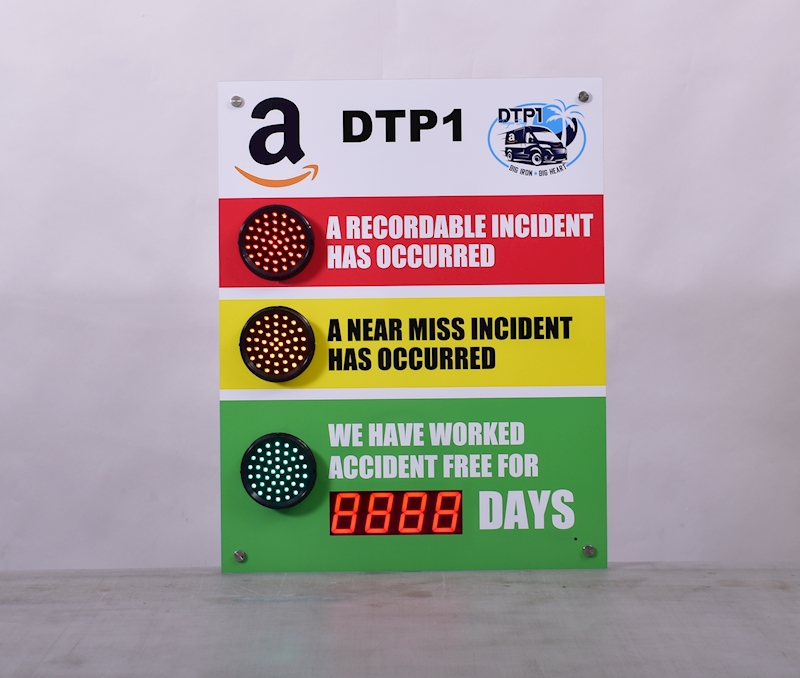 a DTP1
DTP1
a
BIG IRON • BIG HEART
A RECORDABLE INCIDENT
HAS OCCURRED
A NEAR MISS INCIDENT
HAS OCCURRED
WE HAVE WORKED
ACCIDENT FREE FOR
8888 DAYS